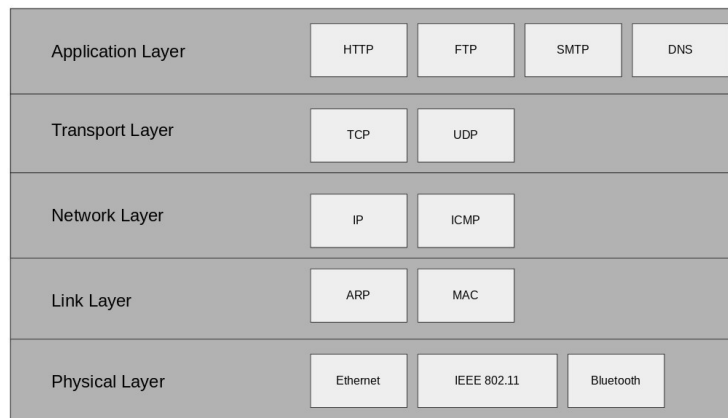 Application Layer HTTP FTP SMTP DNS
Transport Layer TCP UDP
Network Layer IP ICMP
Link Layer ARP MAC
Physical Layer Ethernet IEEE 802.11 Bluetooth